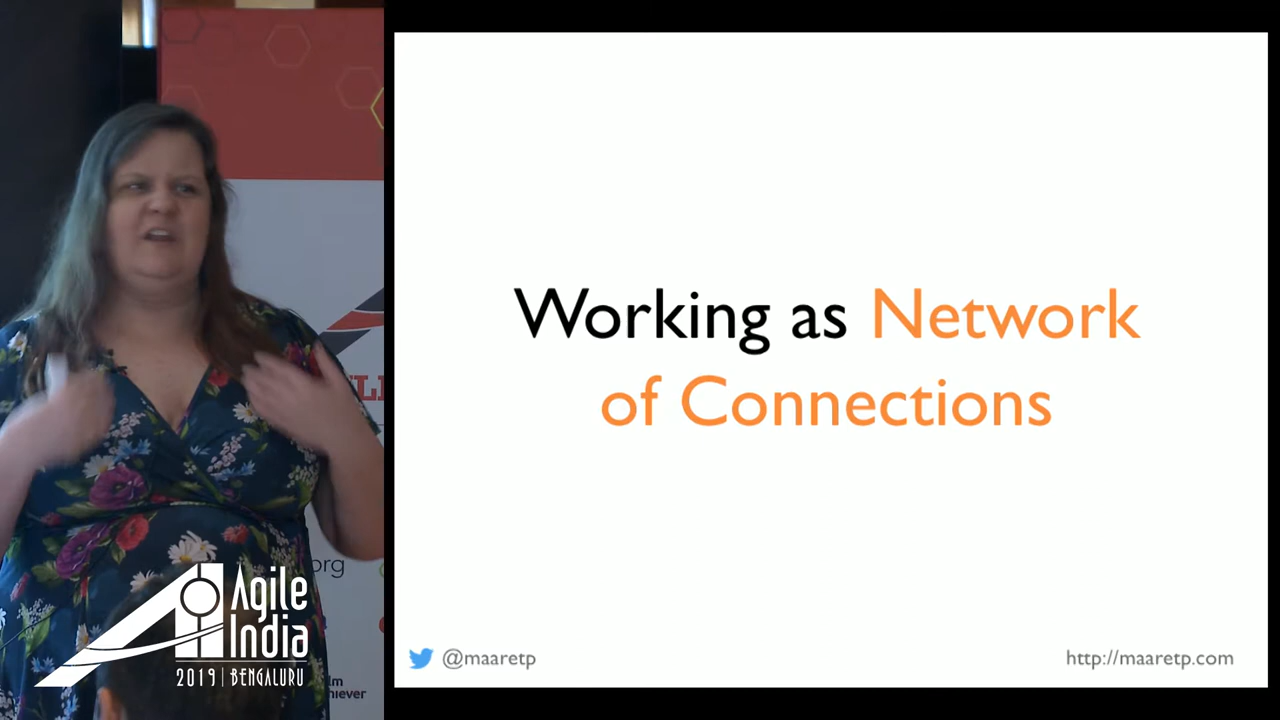 Working as Network
of Connections
@maaretp
http://maaretp.com
Agile
India
2019 | BENGALURU
org